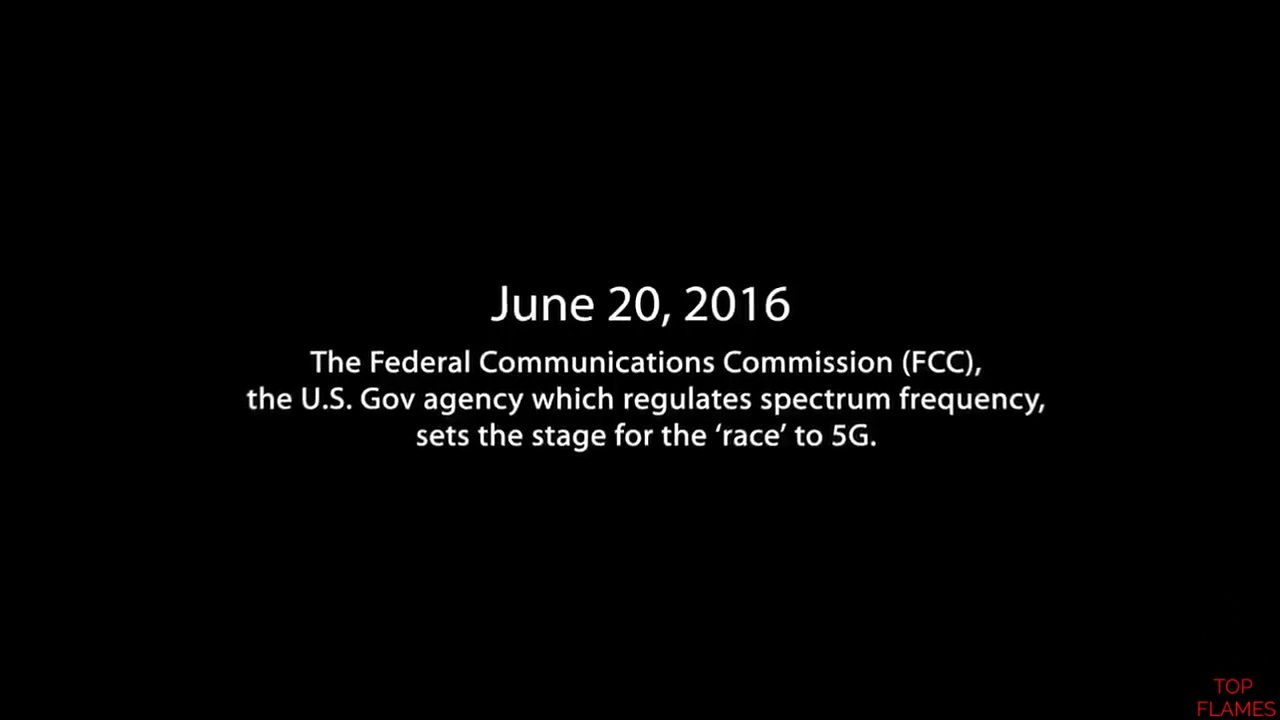 June 20, 2016
The Federal Communications Commission (FCC),
the U.S. Gov agency which regulates spectrum frequency,
sets the stage for the ‘race’ to 5G.
TOP
FLAMES